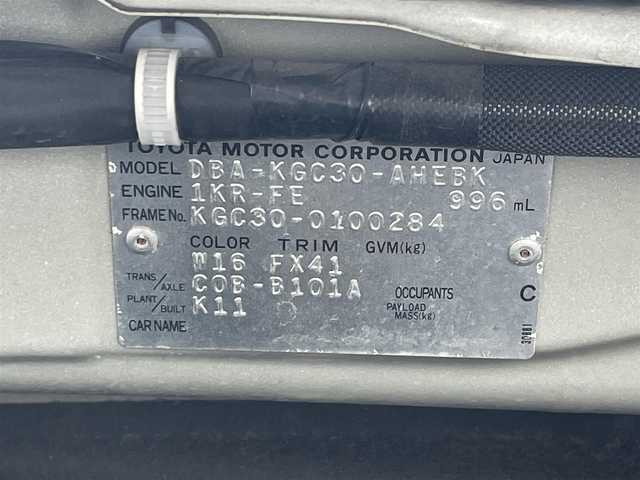 TOYOTA MOTOR CORPORATION JAPAN
MODEL DBA-KGC30-AHEBK
ENGINE 1KR-FE 996 mL
FRAME No. KGC30-0100284
COLOR TRIM GVM(kg)
W16 FX41
TRANS/AXLE C0B-B101A OCCUPANTS C
PLANT/BUILT K11 PAYLOAD MASS(kg)
CAR NAME
30881